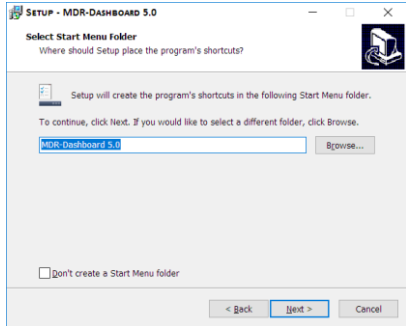 SETUP - MDR-DASHBOARD 5.0
Select Start Menu Folder
Where should Setup place the program's shortcuts?
Setup will create the program's shortcuts in the following Start Menu folder.
To continue, click Next. If you would like to select a different folder, click Browse.
MDR-Dashboard 5.0
Browse...
Don't create a Start Menu folder
< Back
Next >
Cancel